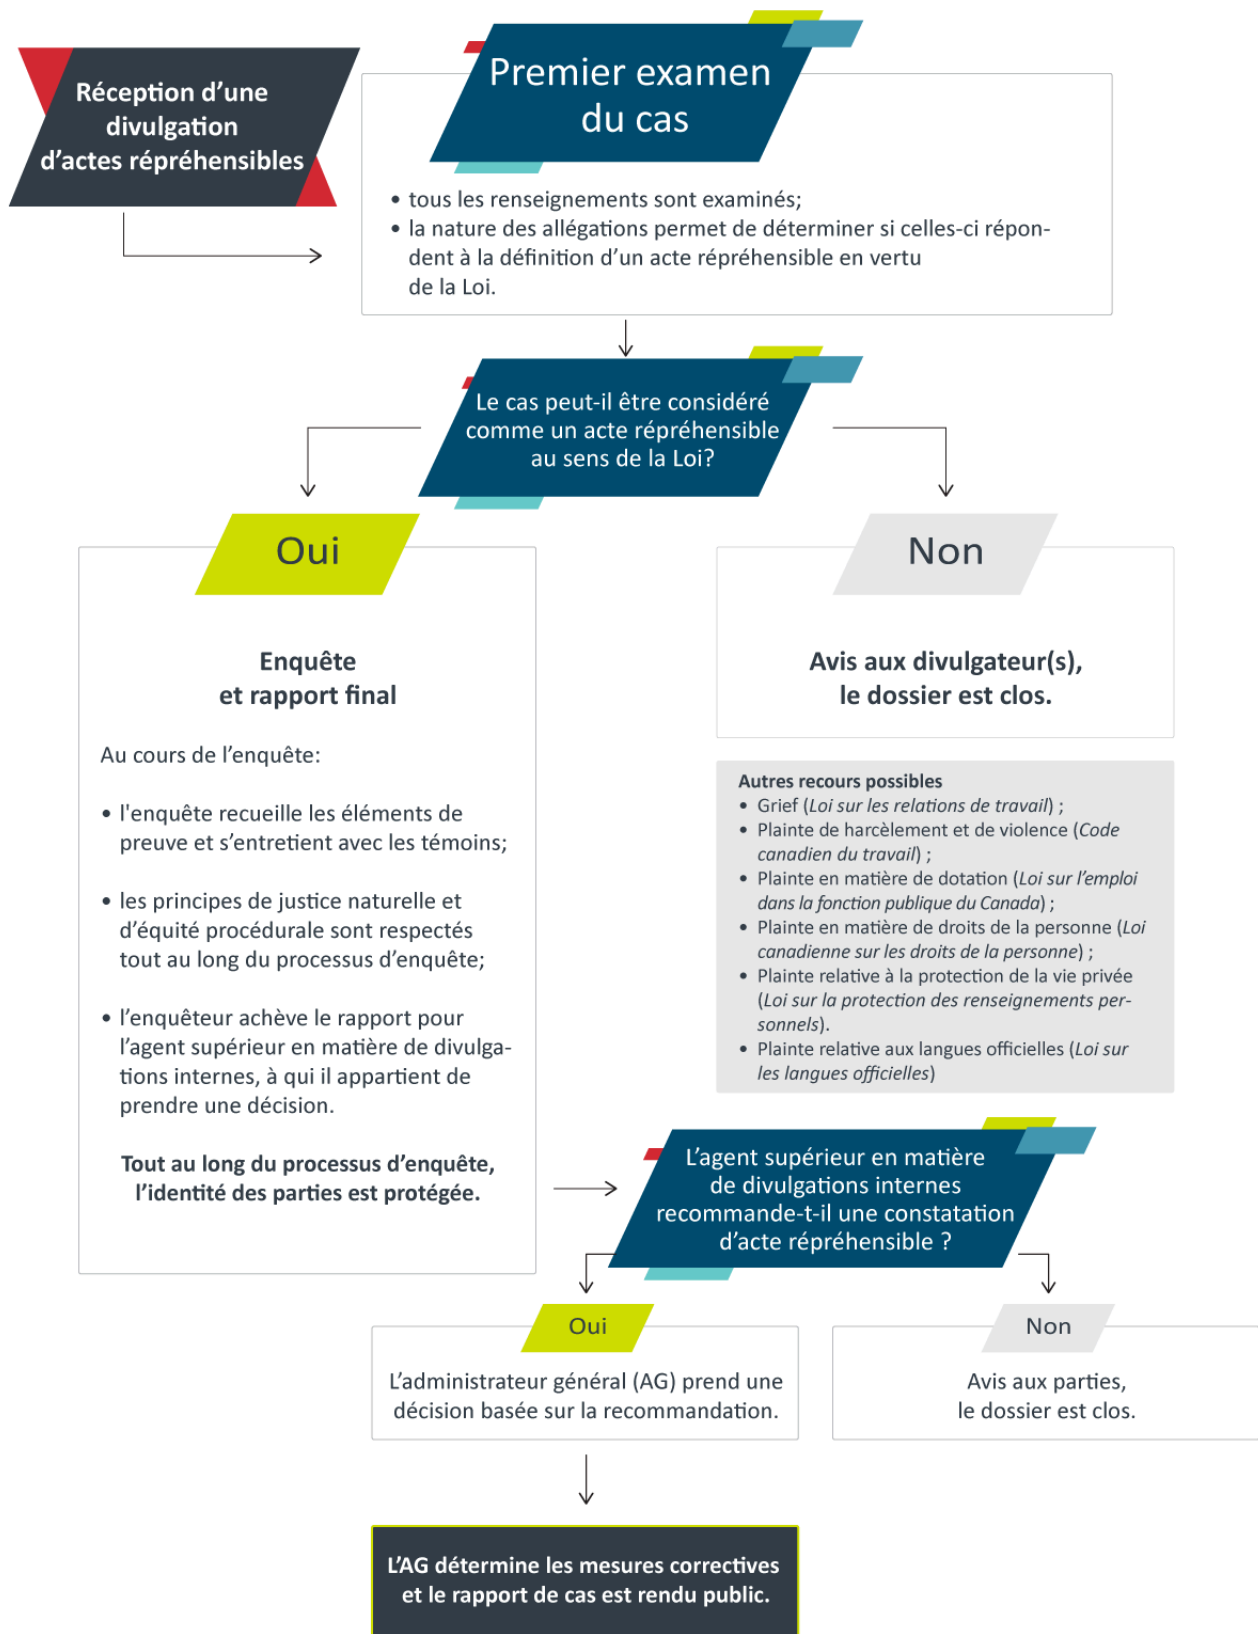 Réception d’une
divulgation
d’actes répréhensibles
Premier examen
du cas
• tous les renseignements sont examinés;
• la nature des allégations permet de déterminer si celles-ci répon-
dent à la définition d’un acte répréhensible en vertu
de la Loi.
Le cas peut-il être considéré
comme un acte répréhensible
au sens de la Loi?
Oui
Enquête
et rapport final
Au cours de l’enquête:
• l'enquête recueille les éléments de
preuve et s’entretient avec les témoins;
• les principes de justice naturelle et
d’équité procédurale sont respectés
tout au long du processus d’enquête;
• l’enquêteur achève le rapport pour
l’agent supérieur en matière de divulga-
tions internes, à qui il appartient de
prendre une décision.
Tout au long du processus d’enquête,
l’identité des parties est protégée.
Non
Avis aux divulgateur(s),
le dossier est clos.
Autres recours possibles
• Grief (Loi sur les relations de travail) ;
• Plainte de harcèlement et de violence (Code
canadien du travail) ;
• Plainte en matière de dotation (Loi sur l’emploi
dans la fonction publique du Canada) ;
• Plainte en matière de droits de la personne (Loi
canadienne sur les droits de la personne) ;
• Plainte relative à la protection de la vie privée
(Loi sur la protection des renseignements per-
sonnels).
• Plainte relative aux langues officielles (Loi sur
les langues officielles)
L’agent supérieur en matière
de divulgations internes
recommande-t-il une constatation
d’acte répréhensible ?
Oui
L’administrateur général (AG) prend une
décision basée sur la recommandation.
Non
Avis aux parties,
le dossier est clos.
L’AG détermine les mesures correctives
et le rapport de cas est rendu public.